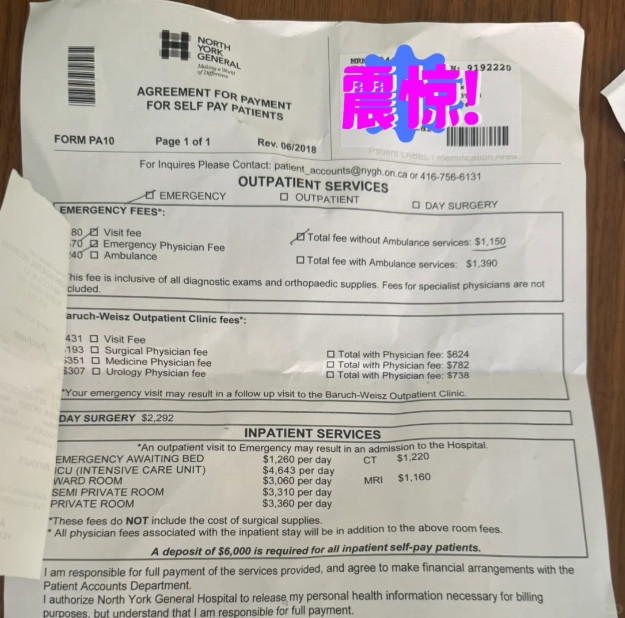 NORTH
YORK
GENERAL
Making a World
of Difference
N: 9192220
震惊!
AGREEMENT FOR PAYMENT
FOR SELF PAY PATIENTS
FORM PA10 Page 1 of 1 Rev. 06/2018
For Inquires Please Contact: patient_accounts@nygh.on.ca or 416-756-6131
OUTPATIENT SERVICES
☑ EMERGENCY ☐ OUTPATIENT ☐ DAY SURGERY
EMERGENCY FEES*:
80 ☑ Visit fee
70 ☑ Emergency Physician Fee
40 ☐ Ambulance
☑ Total fee without Ambulance services: $1,150
☐ Total fee with Ambulance services: $1,390
his fee is inclusive of all diagnostic exams and orthopaedic supplies. Fees for specialist physicians are not
cluded.
aruch-Weisz Outpatient Clinic fees*:
431 ☐ Visit Fee
193 ☐ Surgical Physician fee ☐ Total with Physician fee: $624
$351 ☐ Medicine Physician fee ☐ Total with Physician fee: $782
$307 ☐ Urology Physician fee ☐ Total with Physician fee: $738
*Your emergency visit may result in a follow up visit to the Baruch-Weisz Outpatient Clinic.
DAY SURGERY $2,292
INPATIENT SERVICES
*An outpatient visit to Emergency may result in an admission to the Hospital.
EMERGENCY AWAITING BED $1,260 per day CT $1,220
ICU (INTENSIVE CARE UNIT) $4,643 per day
WARD ROOM $3,060 per day MRI $1,160
SEMI PRIVATE ROOM $3,310 per day
PRIVATE ROOM $3,360 per day
*These fees do NOT include the cost of surgical supplies.
* All physician fees associated with the inpatient stay will be in addition to the above room fees.
A deposit of $6,000 is required for all inpatient self-pay patients.
I am responsible for full payment of the services provided, and agree to make financial arrangements with the
Patient Accounts Department.
I authorize North York General Hospital to release my personal health information necessary for billing
purposes, but understand that I am responsible for full payment.